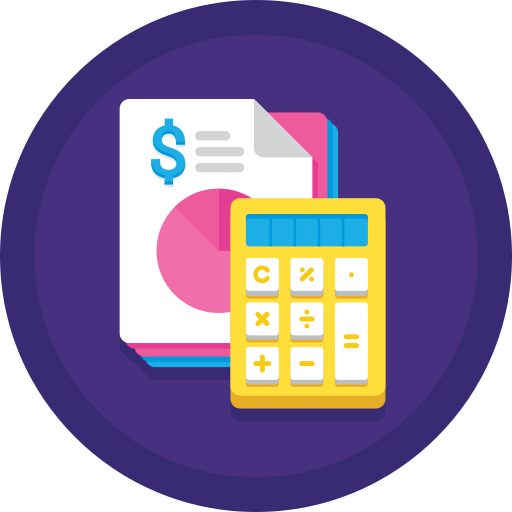 $
C % ·
× ÷
=
+ −